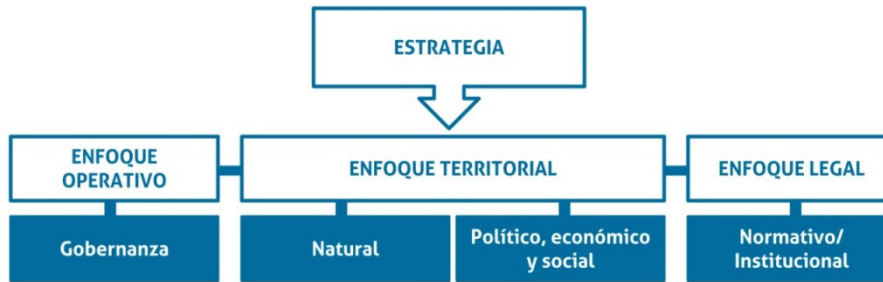 ESTRATEGIA
ENFOQUE
OPERATIVO
ENFOQUE TERRITORIAL
ENFOQUE LEGAL
Gobernanza
Natural
Político, económico
y social
Normativo/
Institucional